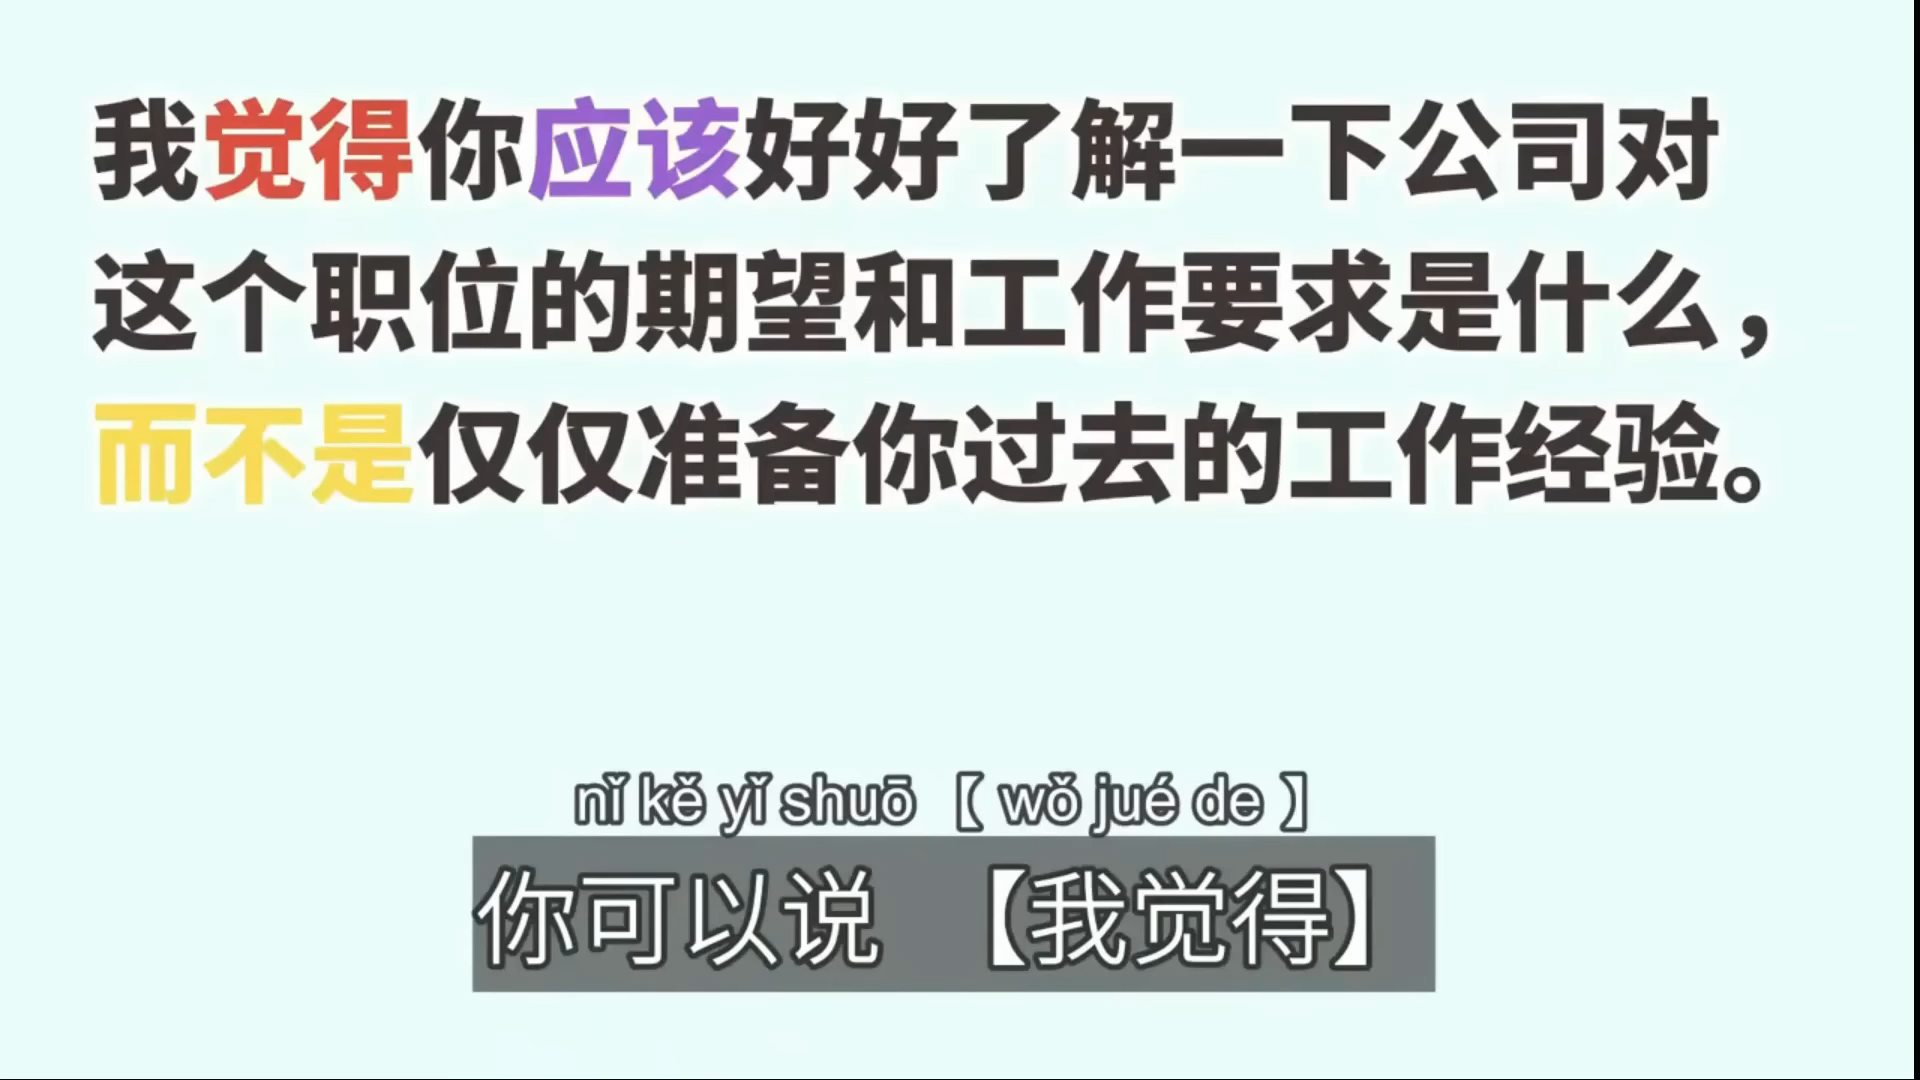 我觉得你应该好好了解一下公司对
这个职位的期望和工作要求是什么，
而不是仅仅准备你过去的工作经验。
nǐ kě yǐ shuō 【 wǒ jué de 】
你可以说 【我觉得】